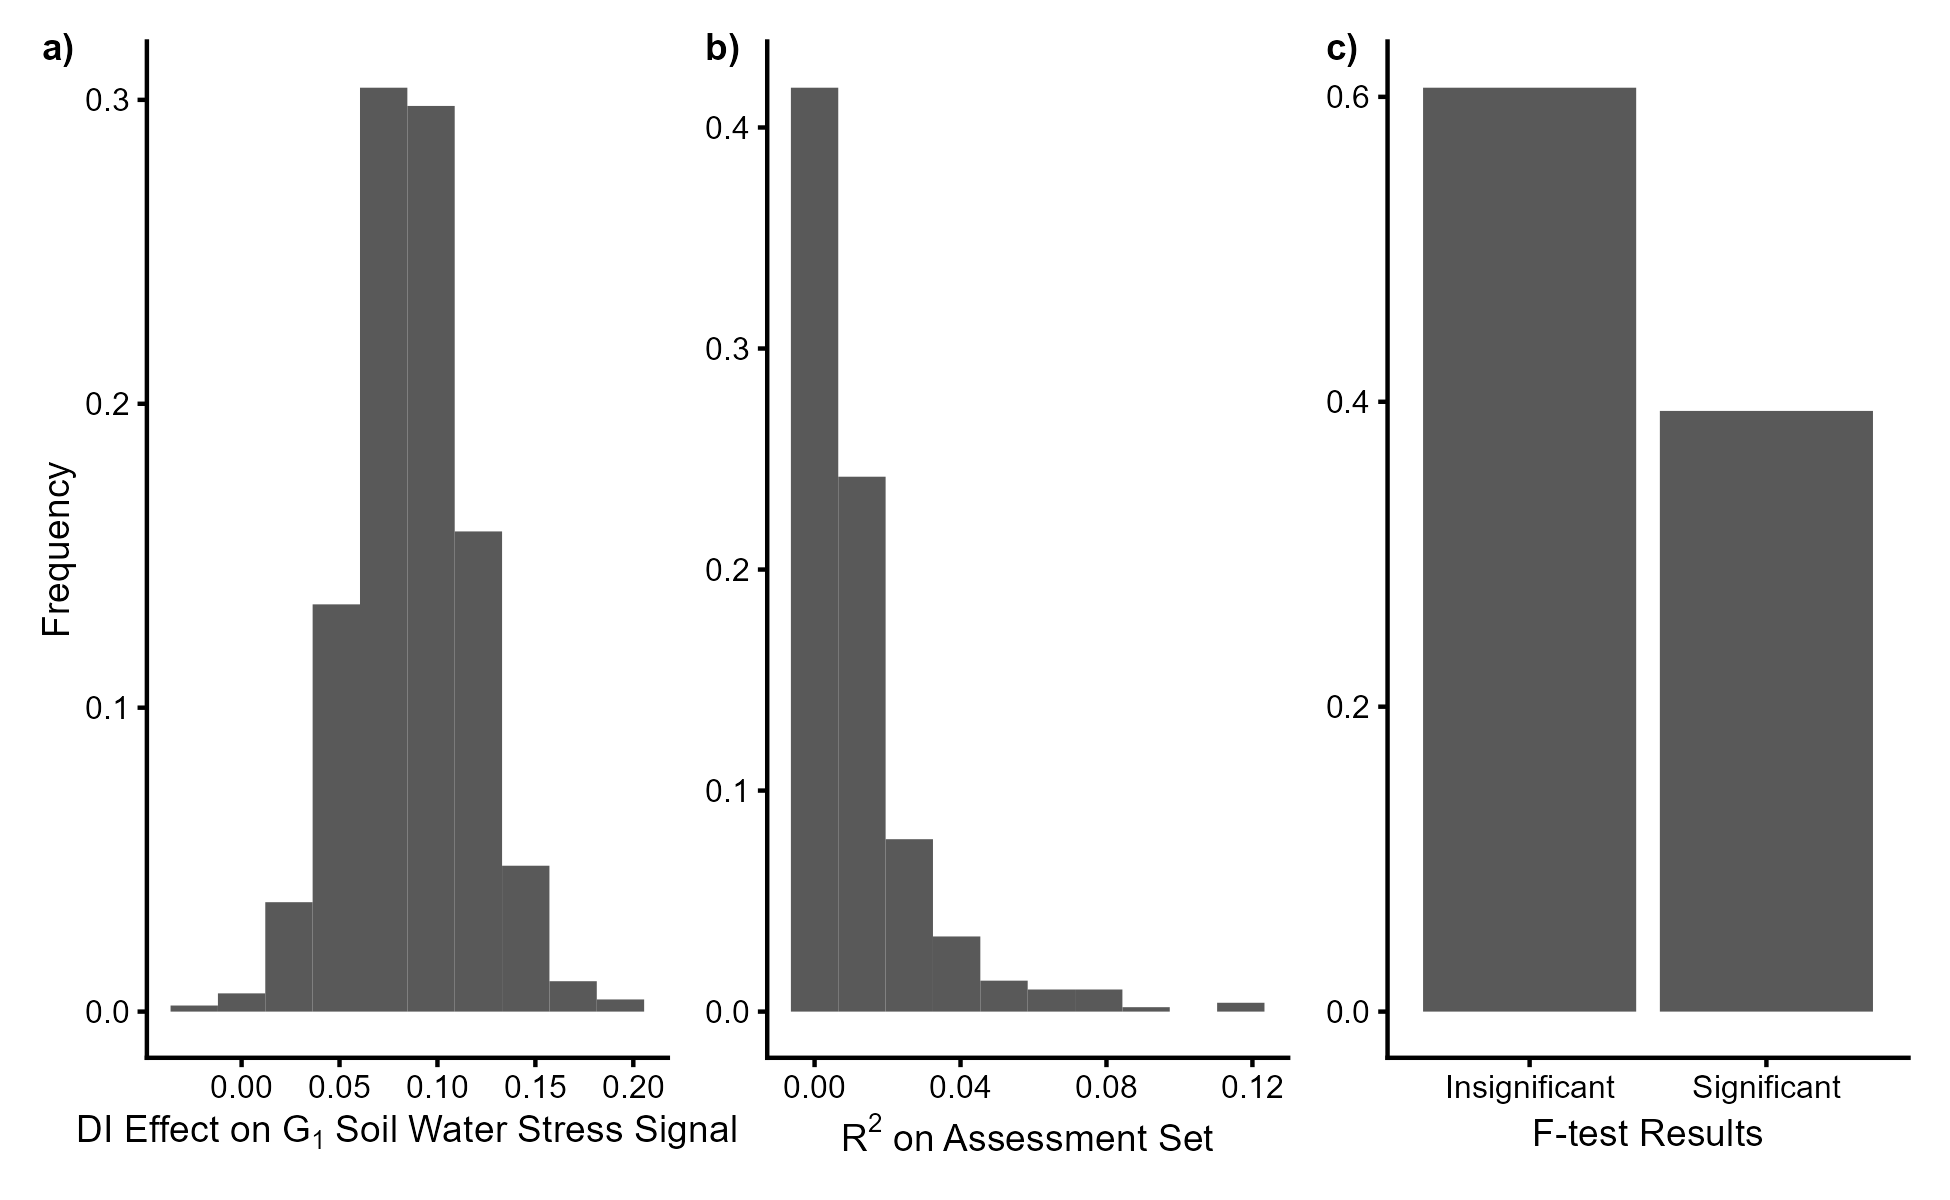 a)
Frequency
0.3
0.2
0.1
0.0
0.00 0.05 0.10 0.15 0.20
DI Effect on G₁ Soil Water Stress Signal
b)
0.4
0.3
0.2
0.1
0.0
0.00 0.04 0.08 0.12
R² on Assessment Set
c)
0.6
0.4
0.2
0.0
Insignificant Significant
F-test Results